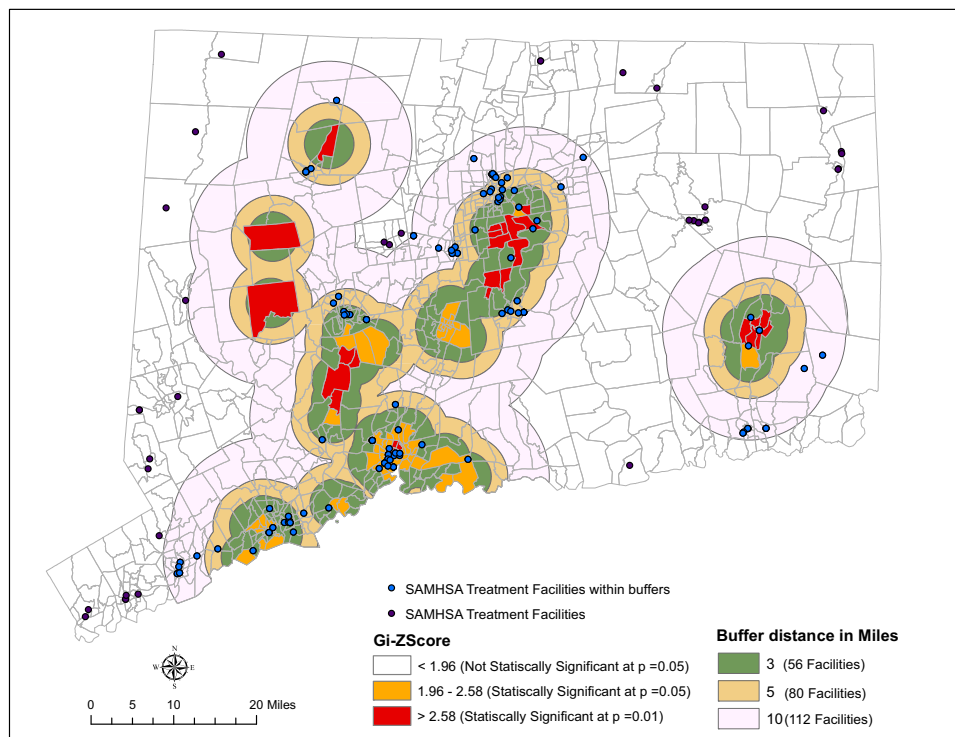 SAMHSA Treatment Facilities within buffers
SAMHSA Treatment Facilities
Gi-ZScore
< 1.96 (Not Statiscally Significant at p =0.05)
1.96 - 2.58 (Statiscally Significant at p =0.05)
> 2.58 (Statiscally Significant at p =0.01)
Buffer distance in Miles
3 (56 Facilities)
5 (80 Facilities)
10 (112 Facilities)
N
W E
S
0 5 10 20 Miles